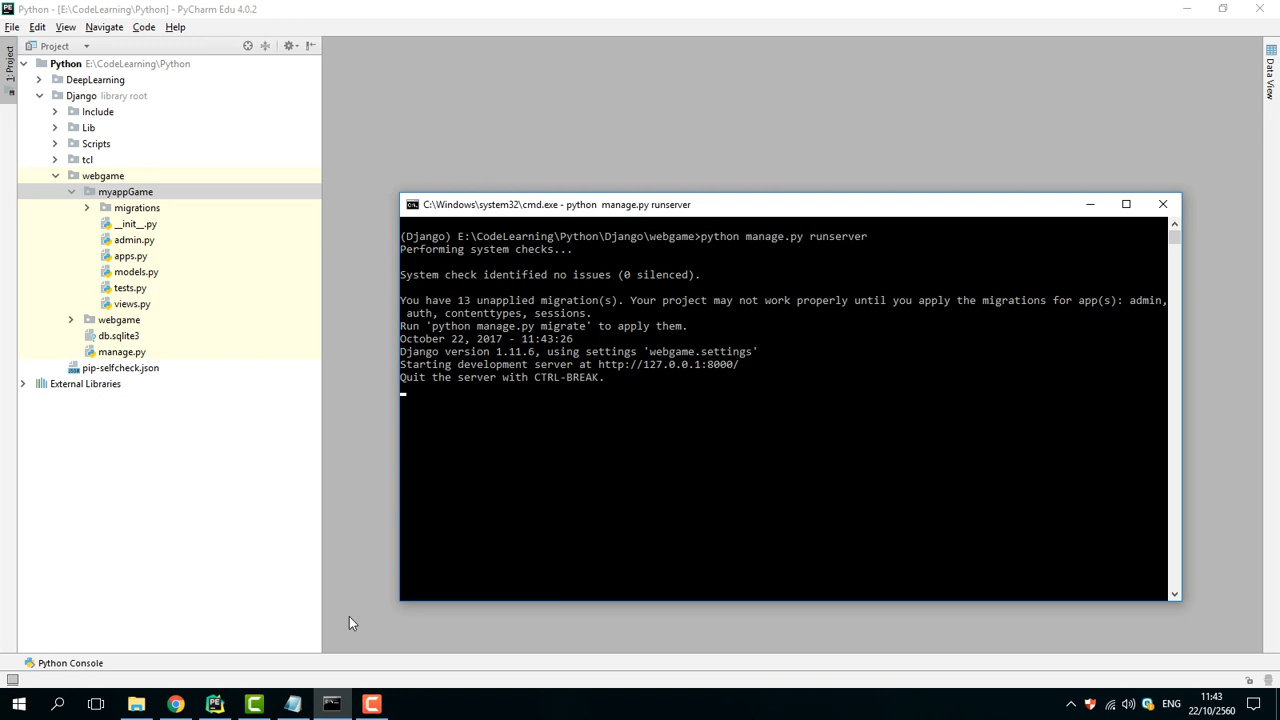 Python - [E:\CodeLearning\Python] - PyCharm Edu 4.0.2
File Edit View Navigate Code Help
Project
1: Project
Data View
Python E:\CodeLearning\Python
DeepLearning
Django library root
Include
Lib
Scripts
tcl
webgame
myappGame
migrations
__init__.py
admin.py
apps.py
models.py
tests.py
views.py
webgame
db.sqlite3
manage.py
pip-selfcheck.json
External Libraries
C:\Windows\system32\cmd.exe - python  manage.py runserver
(Django) E:\CodeLearning\Python\Django\webgame>python manage.py runserver
Performing system checks...
System check identified no issues (0 silenced).
You have 13 unapplied migration(s). Your project may not work properly until you apply the migrations for app(s): admin,
auth, contenttypes, sessions.
Run 'python manage.py migrate' to apply them.
October 22, 2017 - 11:43:26
Django version 1.11.6, using settings 'webgame.settings'
Starting development server at http://127.0.0.1:8000/
Quit the server with CTRL-BREAK.
Python Console
ENG
11:43
22/10/2560